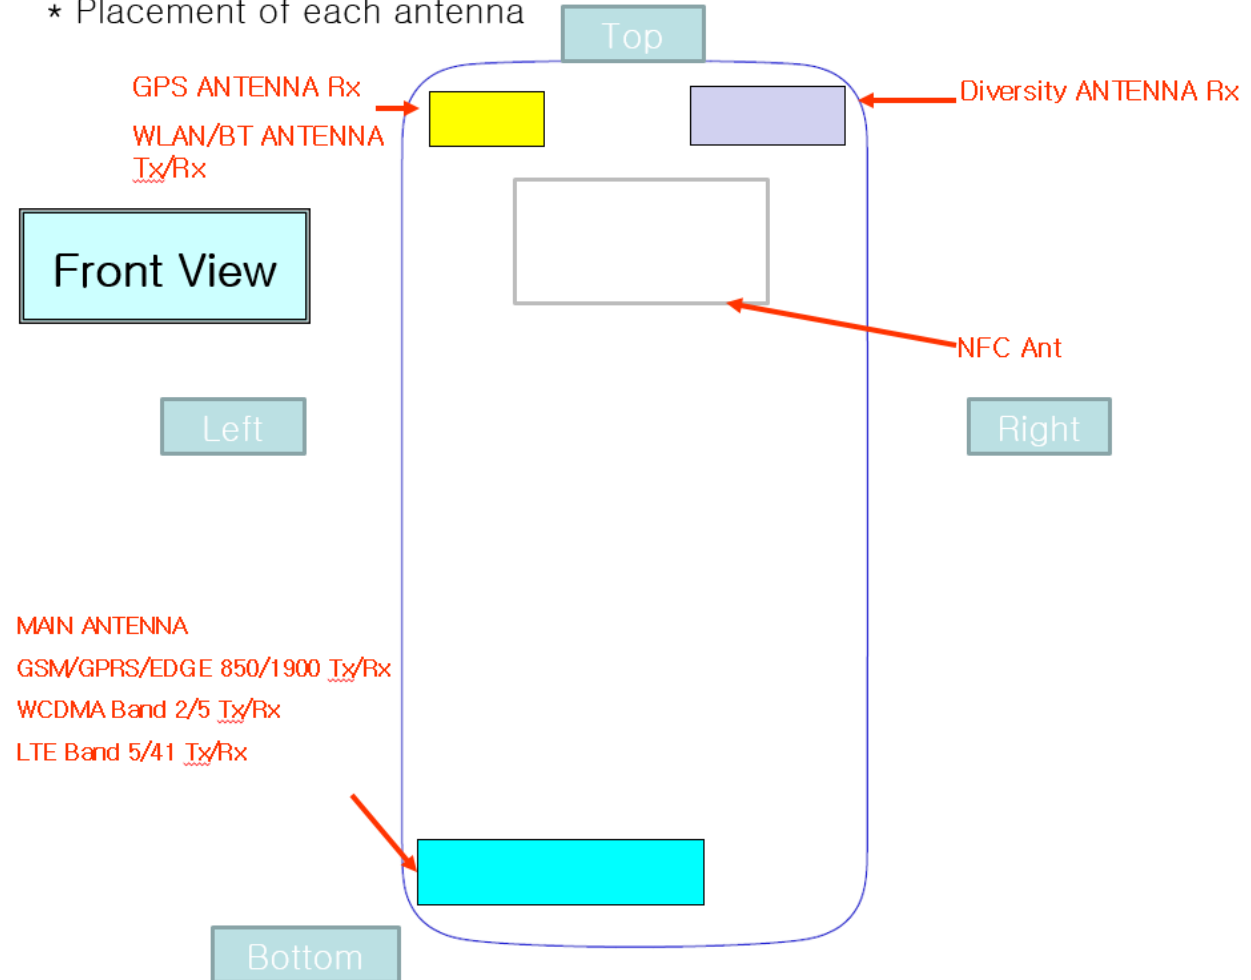 * Placement of each antenna
Top
GPS ANTENNA Rx
WLAN/BT ANTENNA
Tx/Rx
Diversity ANTENNA Rx
Front View
NFC Ant
Left
Right
MAIN ANTENNA
GSM/GPRS/EDGE 850/1900 Tx/Rx
WCDMA Band 2/5 Tx/Rx
LTE Band 5/41 Tx/Rx
Bottom